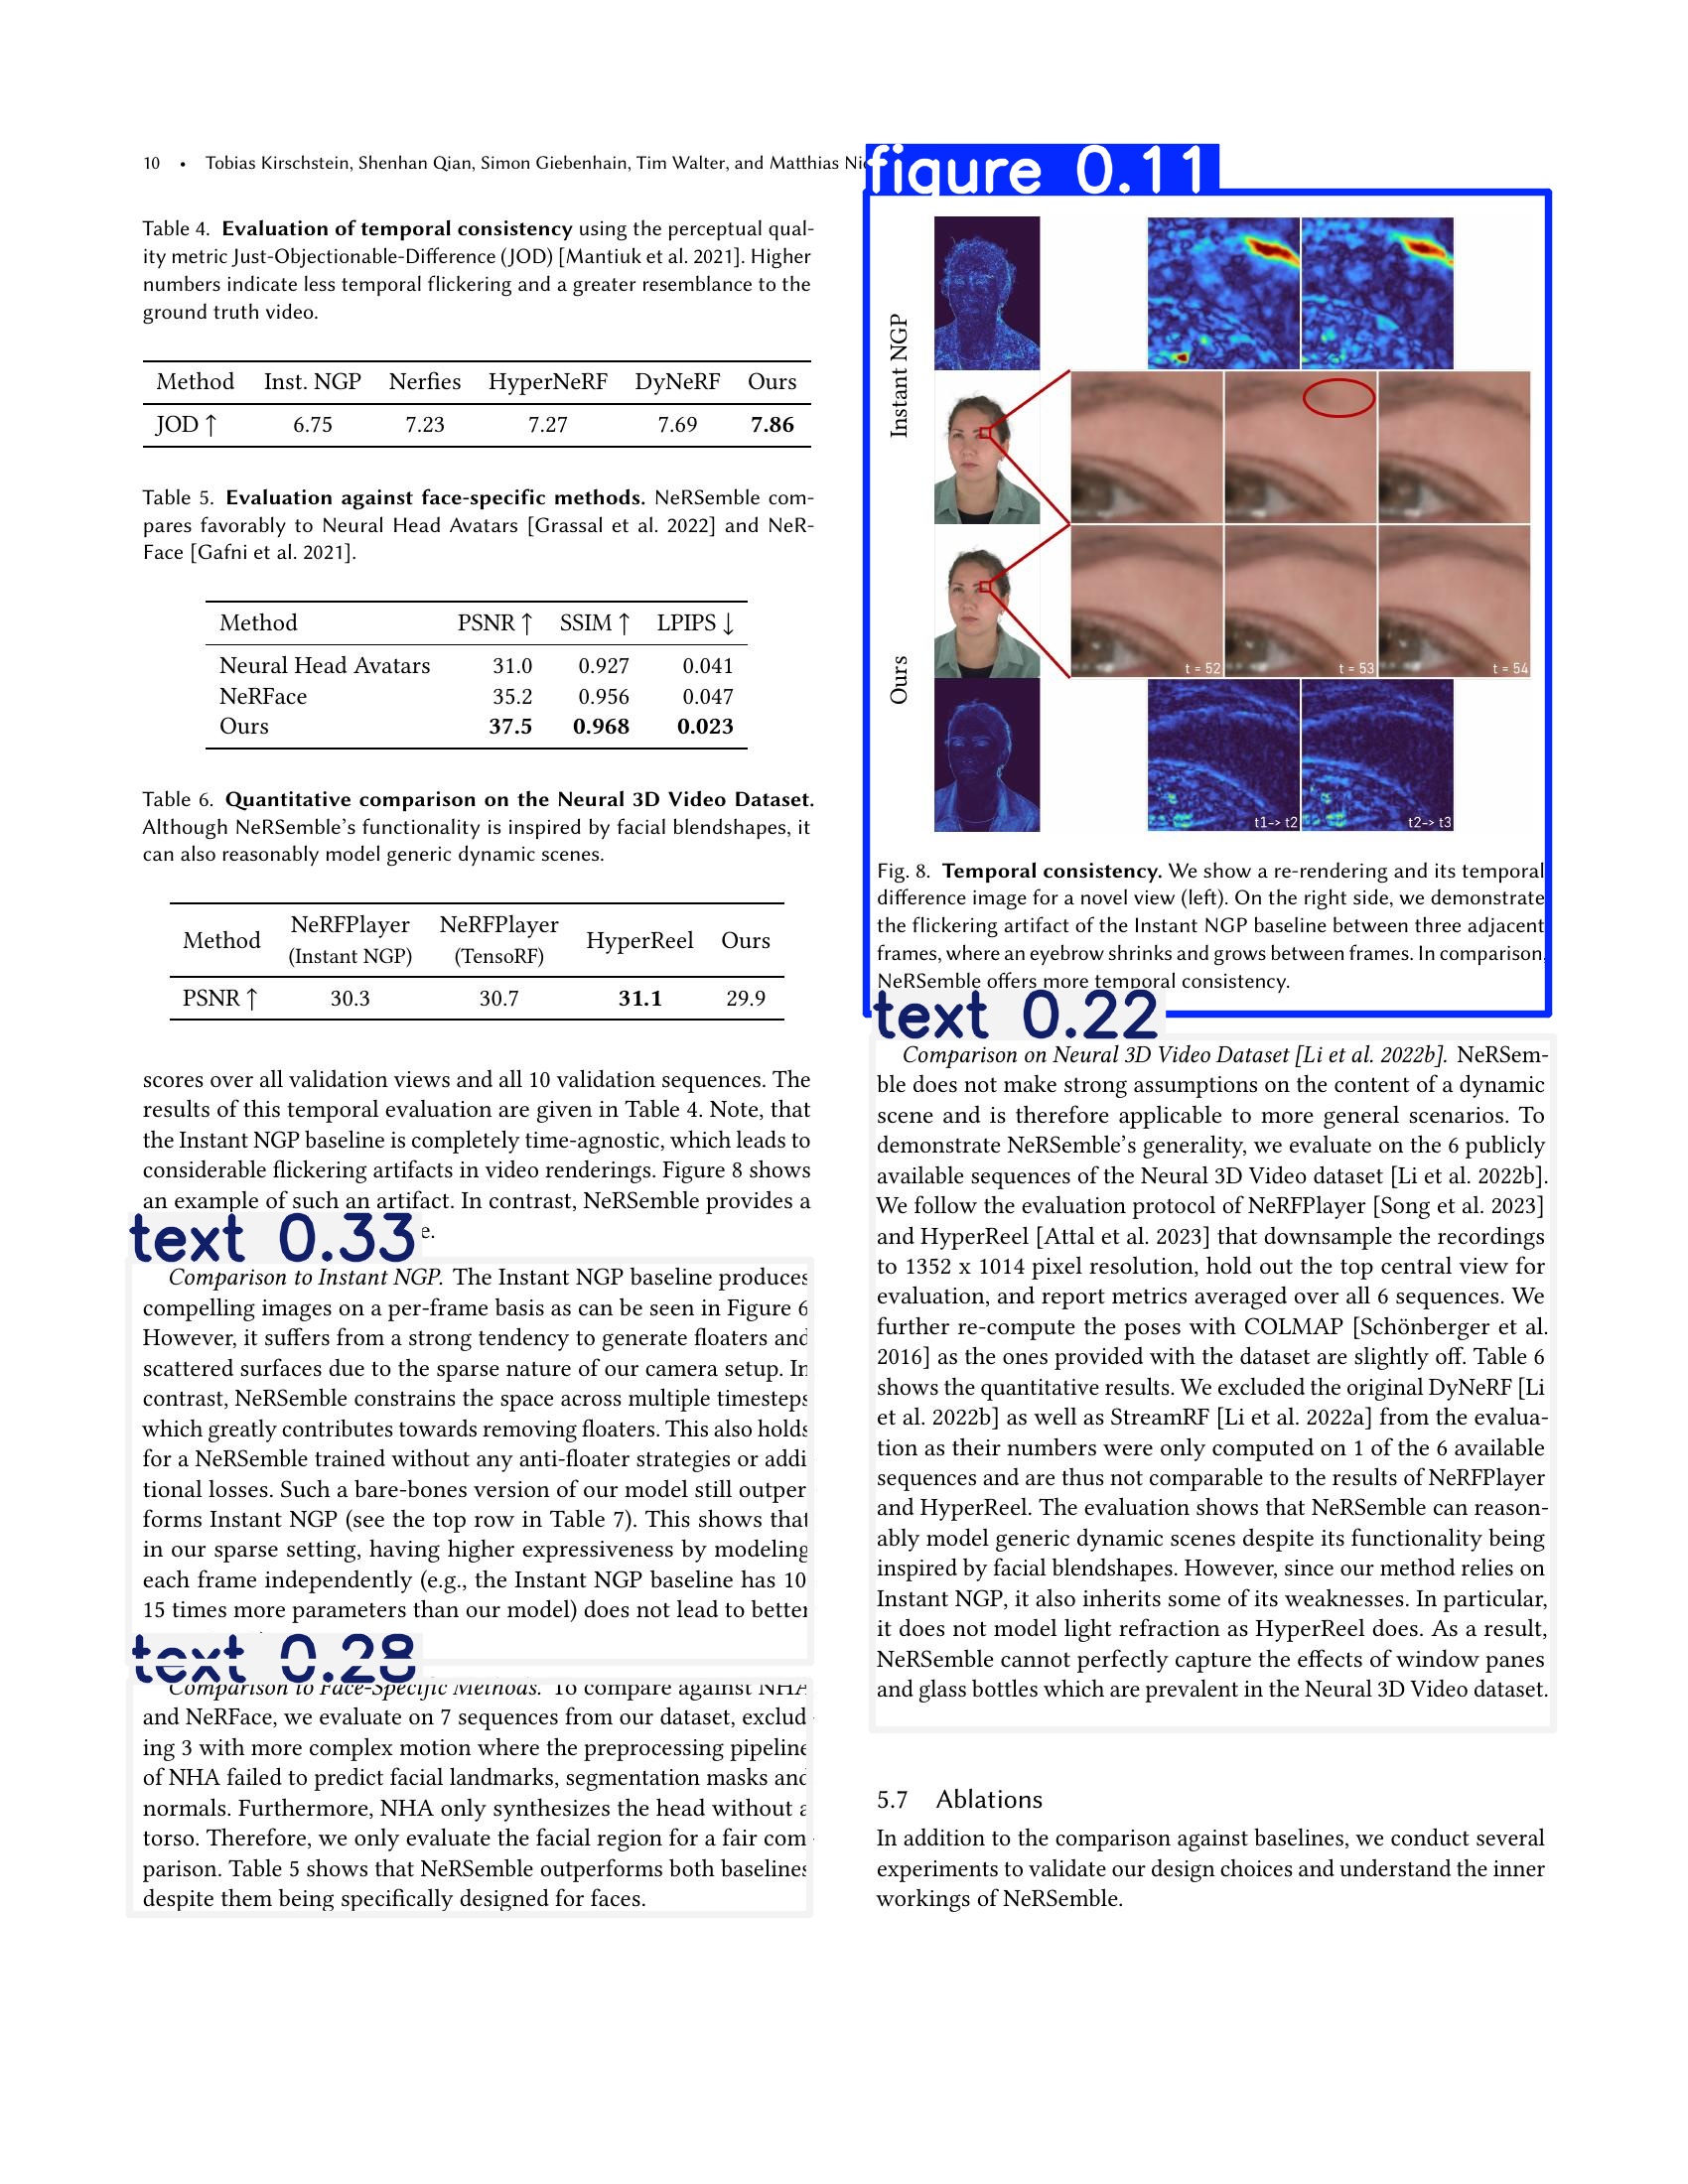 10 • Tobias Kirschstein, Shenhan Qian, Simon Giebenhain, Tim Walter, and Matthias
Table 4. Evaluation of temporal consistency using the perceptual qual-
ity metric Just-Objectionable-Difference (JOD) [Mantiuk et al. 2021]. Higher
numbers indicate less temporal flickering and a greater resemblance to the
ground truth video.
Method Inst. NGP Nerfies HyperNeRF DyNeRF Ours
JOD ↑ 6.75 7.23 7.27 7.69 7.86
Table 5. Evaluation against face-specific methods. NeRSemble com-
pares favorably to Neural Head Avatars [Grassal et al. 2022] and NeR-
Face [Gafni et al. 2021].
Method PSNR ↑ SSIM ↑ LPIPS ↓
Neural Head Avatars 31.0 0.927 0.041
NeRFace 35.2 0.956 0.047
Ours 37.5 0.968 0.023
Table 6. Quantitative comparison on the Neural 3D Video Dataset.
Although NeRSemble's functionality is inspired by facial blendshapes, it
can also reasonably model generic dynamic scenes.
Method NeRFPlayer (Instant NGP) NeRFPlayer (TensoRF) HyperReel Ours
PSNR ↑ 30.3 30.7 31.1 29.9
scores over all validation views and all 10 validation sequences. The
results of this temporal evaluation are given in Table 4. Note, that
the Instant NGP baseline is completely time-agnostic, which leads to
considerable flickering artifacts in video renderings. Figure 8 shows
an example of such an artifact. In contrast, NeRSemble provides a
text 0.33
Comparison to Instant NGP. The Instant NGP baseline produces
compelling images on a per-frame basis as can be seen in Figure 6
However, it suffers from a strong tendency to generate floaters and
scattered surfaces due to the sparse nature of our camera setup. In
contrast, NeRSemble constrains the space across multiple timesteps
which greatly contributes towards removing floaters. This also holds
for a NeRSemble trained without any anti-floater strategies or addi
tional losses. Such a bare-bones version of our model still outper
forms Instant NGP (see the top row in Table 7). This shows that
in our sparse setting, having higher expressiveness by modeling
each frame independently (e.g., the Instant NGP baseline has 10
15 times more parameters than our model) does not lead to better
text 0.28
Comparison to Face-Specific Methods. To compare against NHA
and NeRFace, we evaluate on 7 sequences from our dataset, exclud
ing 3 with more complex motion where the preprocessing pipeline
of NHA failed to predict facial landmarks, segmentation masks and
normals. Furthermore, NHA only synthesizes the head without a
torso. Therefore, we only evaluate the facial region for a fair com
parison. Table 5 shows that NeRSemble outperforms both baselines
despite them being specifically designed for faces.
figure 0.11
Instant NGP
Ours
t = 52 t = 53 t = 54
t1-> t2 t2-> t3
Fig. 8. Temporal consistency. We show a re-rendering and its temporal
difference image for a novel view (left). On the right side, we demonstrate
the flickering artifact of the Instant NGP baseline between three adjacent
frames, where an eyebrow shrinks and grows between frames. In comparison,
NeRSemble offers more temporal consistency.
text 0.22
Comparison on Neural 3D Video Dataset [Li et al. 2022b]. NeRSem-
ble does not make strong assumptions on the content of a dynamic
scene and is therefore applicable to more general scenarios. To
demonstrate NeRSemble's generality, we evaluate on the 6 publicly
available sequences of the Neural 3D Video dataset [Li et al. 2022b].
We follow the evaluation protocol of NeRFPlayer [Song et al. 2023]
and HyperReel [Attal et al. 2023] that downsample the recordings
to 1352 x 1014 pixel resolution, hold out the top central view for
evaluation, and report metrics averaged over all 6 sequences. We
further re-compute the poses with COLMAP [Schönberger et al.
2016] as the ones provided with the dataset are slightly off. Table 6
shows the quantitative results. We excluded the original DyNeRF [Li
et al. 2022b] as well as StreamRF [Li et al. 2022a] from the evalua-
tion as their numbers were only computed on 1 of the 6 available
sequences and are thus not comparable to the results of NeRFPlayer
and HyperReel. The evaluation shows that NeRSemble can reason-
ably model generic dynamic scenes despite its functionality being
inspired by facial blendshapes. However, since our method relies on
Instant NGP, it also inherits some of its weaknesses. In particular,
it does not model light refraction as HyperReel does. As a result,
NeRSemble cannot perfectly capture the effects of window panes
and glass bottles which are prevalent in the Neural 3D Video dataset.
5.7 Ablations
In addition to the comparison against baselines, we conduct several
experiments to validate our design choices and understand the inner
workings of NeRSemble.